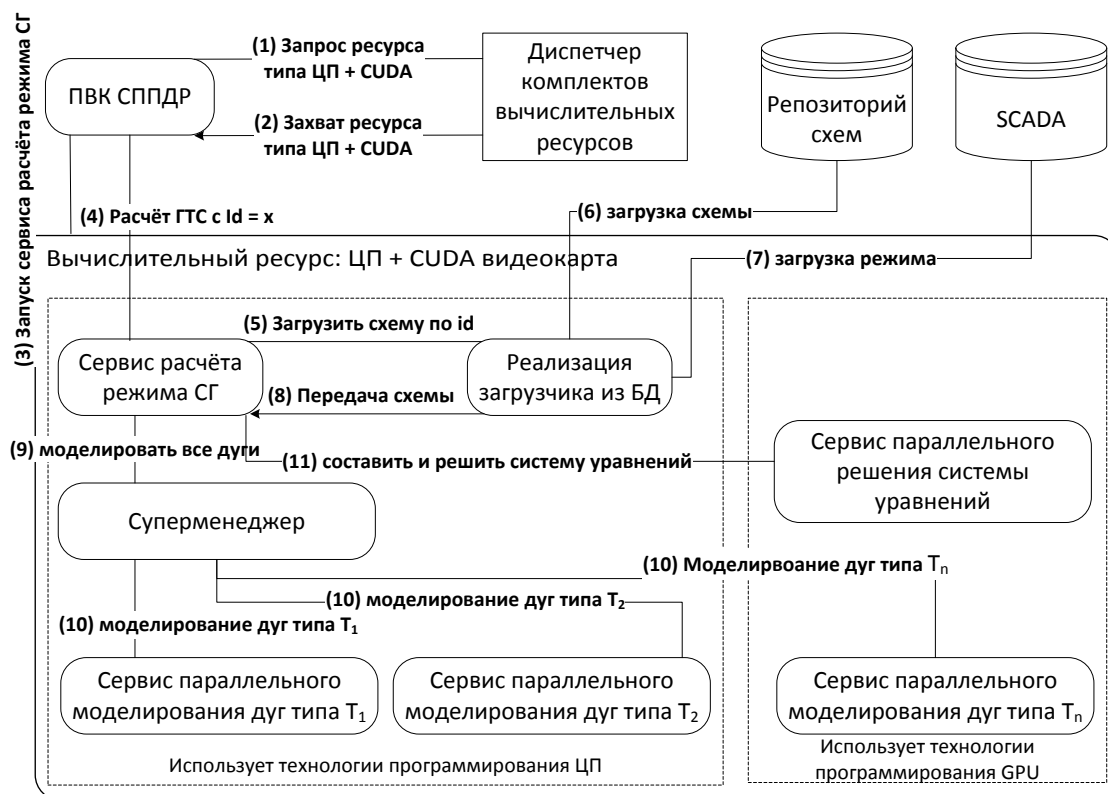 (1) Запрос ресурса
типа ЦП + CUDA
Диспетчер
комплектов
вычислительных
ресурсов
ПВК СППДР
(2) Захват ресурса
типа ЦП + CUDA
Репозиторий
схем
SCADA
(3) Запуск сервиса расчёта режима СГ
(4) Расчёт ГТС с Id = x
(6) загрузка схемы
Вычислительный ресурс: ЦП + CUDA видеокарта
(7) загрузка режима
(5) Загрузить схему по id
Сервис расчёта
режима СГ
Реализация
загрузчика из БД
(8) Передача схемы
(9) моделировать все дуги
(11) составить и решить систему уравнений
Сервис параллельного
решения системы
уравнений
Суперменеджер
(10) Моделирвоание дуг типа Tn
(10) моделирование дуг типа T2
(10) моделирование дуг типа T1
Сервис параллельного
моделирования дуг типа T1
Сервис параллельного
моделирования дуг типа T2
Сервис параллельного
моделирования дуг типа Tn
Использует технологии программирования ЦП
Использует технологии
программирования GPU